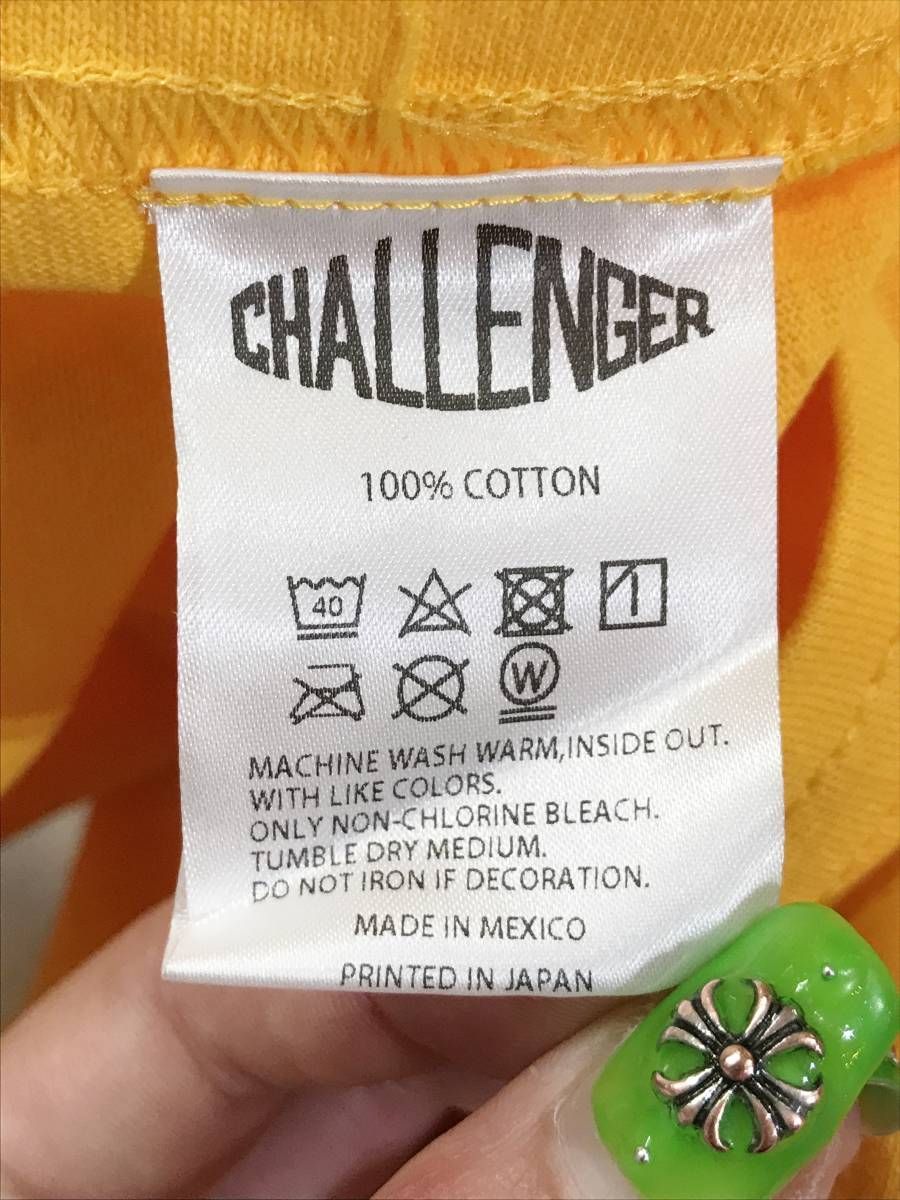 CHALLENGER
100% COTTON
40
W
MACHINE WASH WARM,INSIDE OUT.
WITH LIKE COLORS.
ONLY NON-CHLORINE BLEACH.
TUMBLE DRY MEDIUM.
DO NOT IRON IF DECORATION.
MADE IN MEXICO
PRINTED IN JAPAN